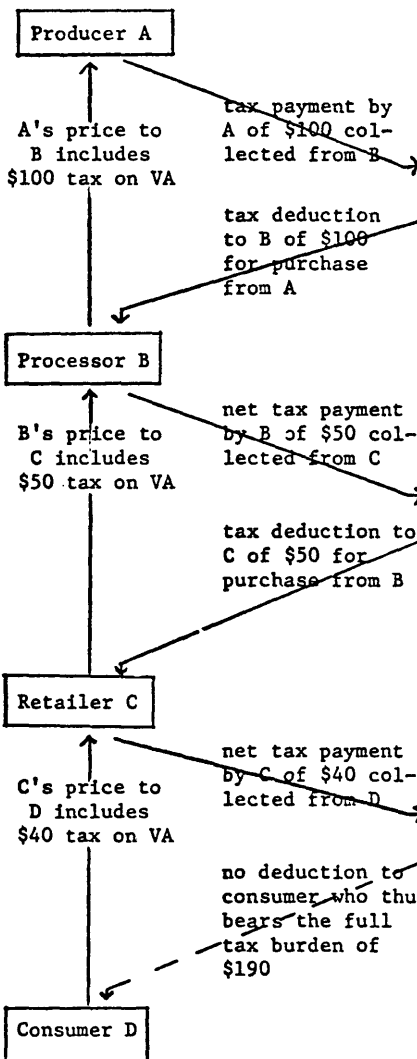 Producer A
A's price to
B includes
$100 tax on VA
tax payment by
A of $100 col-
lected from B
tax deduction
to B of $100
for purchase
from A
Processor B
B's price to
C includes
$50 tax on VA
net tax payment
by B of $50 col-
lected from C
tax deduction to
C of $50 for
purchase from B
Retailer C
C's price to
D includes
$40 tax on VA
net tax payment
by C of $40 col-
lected from D
no deduction to
consumer who thu
bears the full
tax burden of
$190
Consumer D